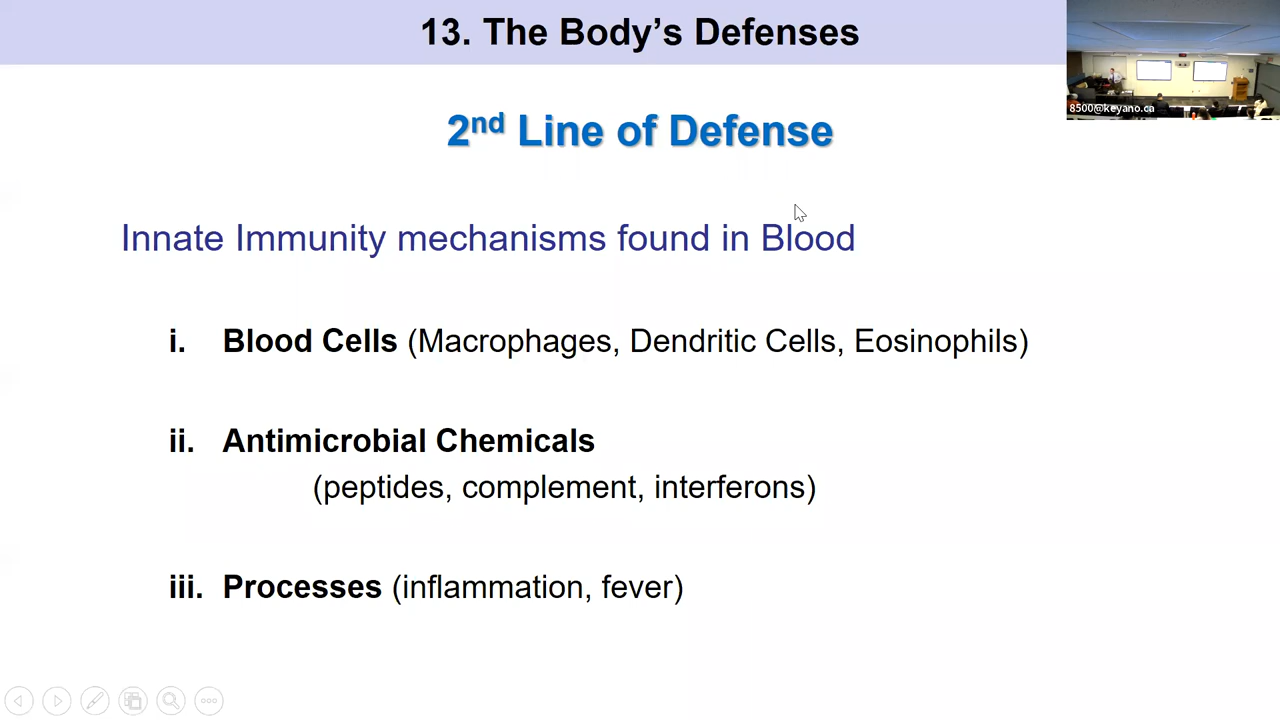 13. The Body's Defenses
8500@keyano.ca
2nd Line of Defense
Innate Immunity mechanisms found in Blood
i. Blood Cells (Macrophages, Dendritic Cells, Eosinophils)
ii. Antimicrobial Chemicals
(peptides, complement, interferons)
iii. Processes (inflammation, fever)